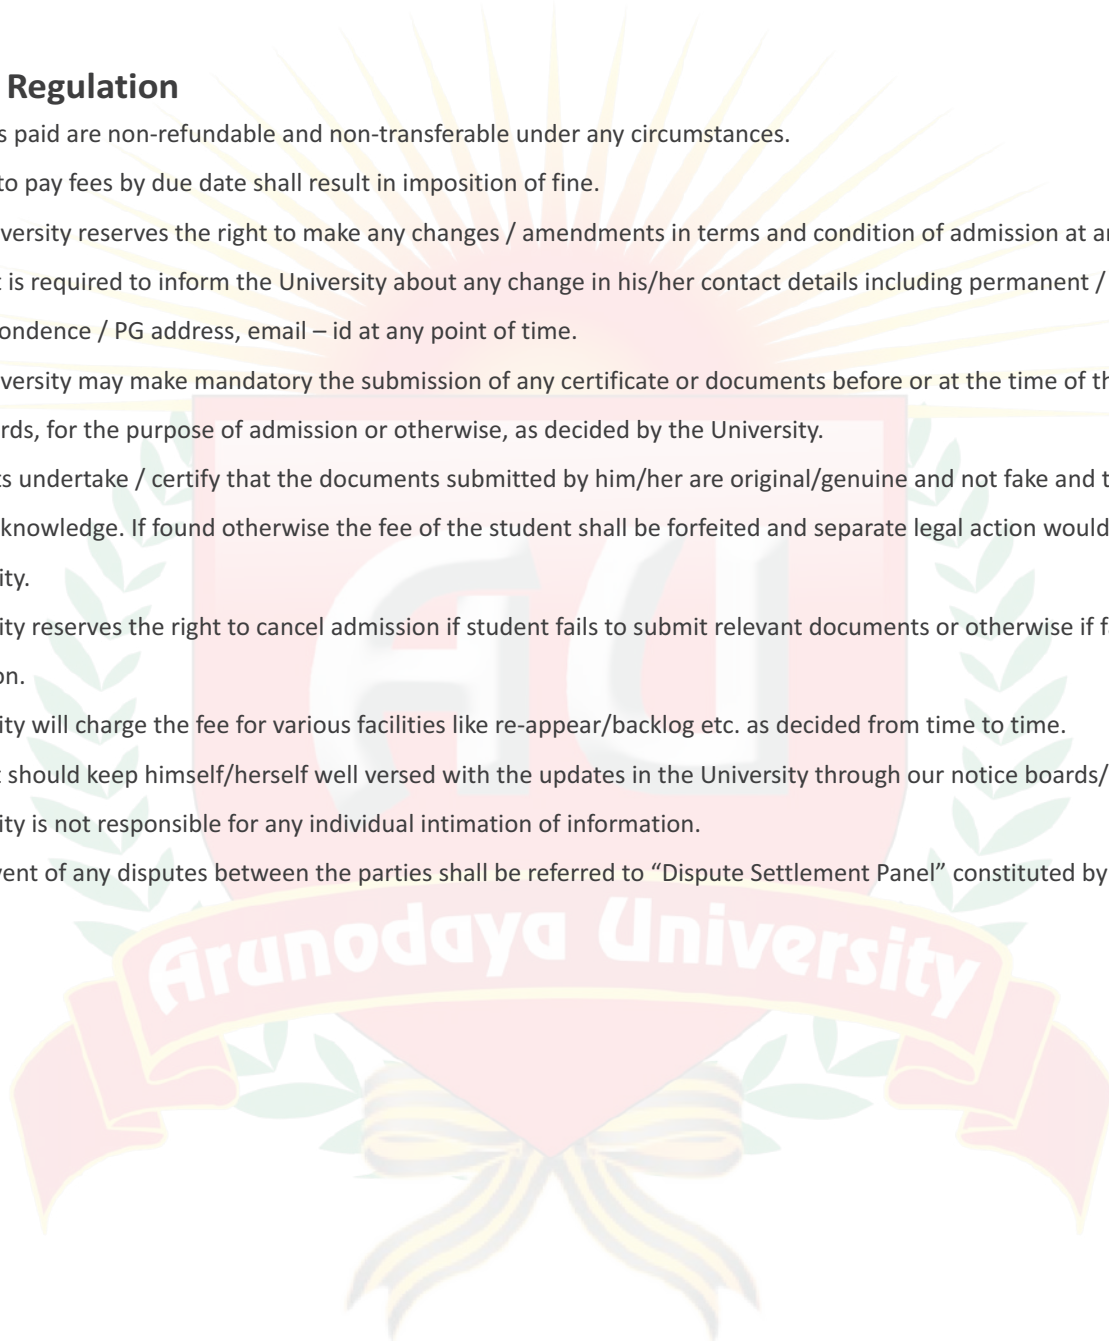 Regulation
s paid are non-refundable and non-transferable under any circumstances.
to pay fees by due date shall result in imposition of fine.
versity reserves the right to make any changes / amendments in terms and condition of admission at an
t is required to inform the University about any change in his/her contact details including permanent /
pondence / PG address, email – id at any point of time.
versity may make mandatory the submission of any certificate or documents before or at the time of th
rds, for the purpose of admission or otherwise, as decided by the University.
ts undertake / certify that the documents submitted by him/her are original/genuine and not fake and t
knowledge. If found otherwise the fee of the student shall be forfeited and separate legal action would
ity.
ity reserves the right to cancel admission if student fails to submit relevant documents or otherwise if f
on.
ity will charge the fee for various facilities like re-appear/backlog etc. as decided from time to time.
t should keep himself/herself well versed with the updates in the University through our notice boards/
ity is not responsible for any individual intimation of information.
vent of any disputes between the parties shall be referred to “Dispute Settlement Panel” constituted by
AU
Arunodaya University